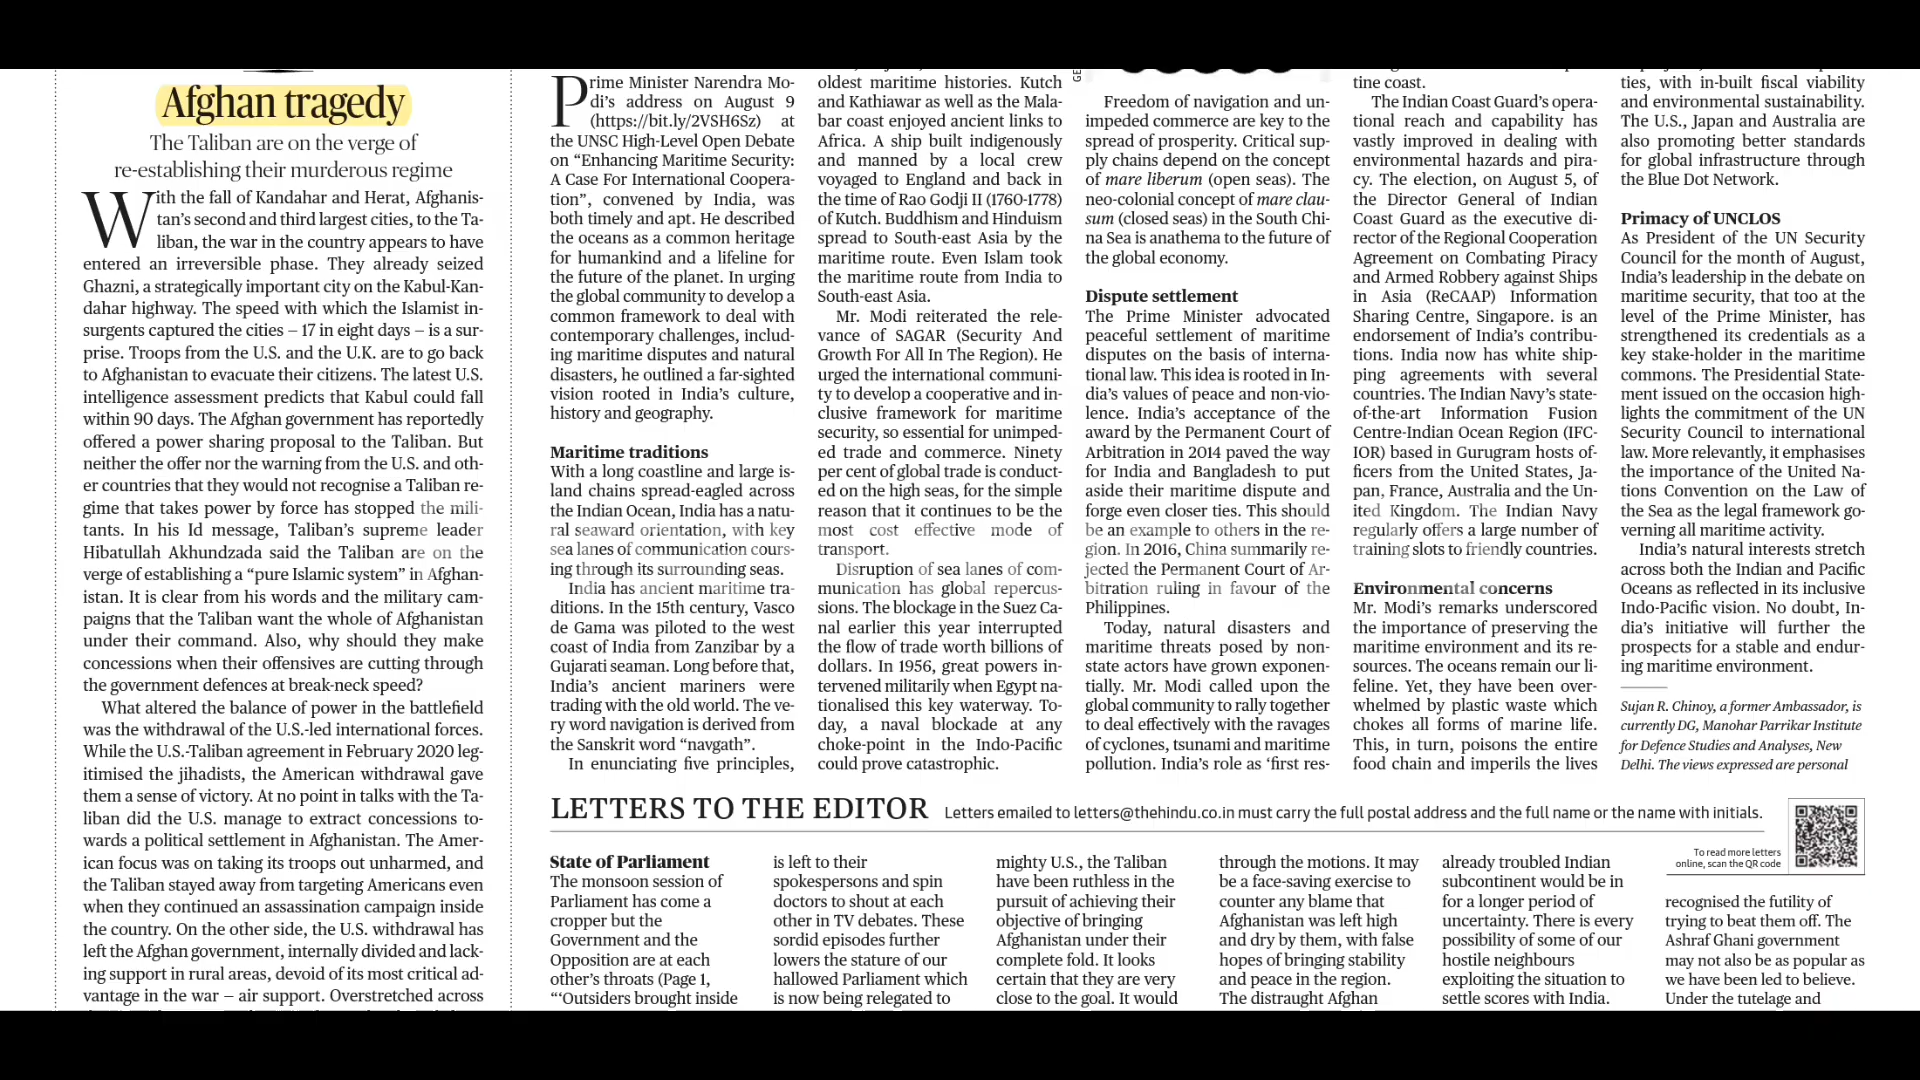 Afghan tragedy
The Taliban are on the verge of
re-establishing their murderous regime
With the fall of Kandahar and Herat, Afghanis-
tan’s second and third largest cities, to the Ta-
liban, the war in the country appears to have
entered an irreversible phase. They already seized
Ghazni, a strategically important city on the Kabul-Kan-
dahar highway. The speed with which the Islamist in-
surgents captured the cities – 17 in eight days – is a sur-
prise. Troops from the U.S. and the U.K. are to go back
to Afghanistan to evacuate their citizens. The latest U.S.
intelligence assessment predicts that Kabul could fall
within 90 days. The Afghan government has reportedly
offered a power sharing proposal to the Taliban. But
neither the offer nor the warning from the U.S. and oth-
er countries that they would not recognise a Taliban re-
gime that takes power by force has stopped the mili-
tants. In his Id message, Taliban’s supreme leader
Hibatullah Akhundzada said the Taliban are on the
verge of establishing a “pure Islamic system” in Afghan-
istan. It is clear from his words and the military cam-
paigns that the Taliban want the whole of Afghanistan
under their command. Also, why should they make
concessions when their offensives are cutting through
the government defences at break-neck speed?
What altered the balance of power in the battlefield
was the withdrawal of the U.S.-led international forces.
While the U.S.-Taliban agreement in February 2020 leg-
itimised the jihadists, the American withdrawal gave
them a sense of victory. At no point in talks with the Ta-
liban did the U.S. manage to extract concessions to-
wards a political settlement in Afghanistan. The Amer-
ican focus was on taking its troops out unharmed, and
the Taliban stayed away from targeting Americans even
when they continued an assassination campaign inside
the country. On the other side, the U.S. withdrawal has
left the Afghan government, internally divided and lack-
ing support in rural areas, devoid of its most critical ad-
vantage in the war – air support. Overstretched across
Prime Minister Narendra Mo-
di’s address on August 9
(https://bit.ly/2VSH6Sz) at
the UNSC High-Level Open Debate
on “Enhancing Maritime Security:
A Case For International Coopera-
tion”, convened by India, was
both timely and apt. He described
the oceans as a common heritage
for humankind and a lifeline for
the future of the planet. In urging
the global community to develop a
common framework to deal with
contemporary challenges, includ-
ing maritime disputes and natural
disasters, he outlined a far-sighted
vision rooted in India’s culture,
history and geography.
Maritime traditions
With a long coastline and large is-
land chains spread-eagled across
the Indian Ocean, India has a natu-
ral seaward orientation, with key
sea lanes of communication cours-
ing through its surrounding seas.
India has ancient maritime tra-
ditions. In the 15th century, Vasco
de Gama was piloted to the west
coast of India from Zanzibar by a
Gujarati seaman. Long before that,
India’s ancient mariners were
trading with the old world. The ve-
ry word navigation is derived from
the Sanskrit word “navgath”.
In enunciating five principles,
oldest maritime histories. Kutch
and Kathiawar as well as the Mala-
bar coast enjoyed ancient links to
Africa. A ship built indigenously
and manned by a local crew
voyaged to England and back in
the time of Rao Godji II (1760-1778)
of Kutch. Buddhism and Hinduism
spread to South-east Asia by the
maritime route. Even Islam took
the maritime route from India to
South-east Asia.
Mr. Modi reiterated the rele-
vance of SAGAR (Security And
Growth For All In The Region). He
urged the international communi-
ty to develop a cooperative and in-
clusive framework for maritime
security, so essential for unimped-
ed trade and commerce. Ninety
per cent of global trade is conduct-
ed on the high seas, for the simple
reason that it continues to be the
most cost effective mode of
transport.
Disruption of sea lanes of com-
munication has global repercus-
sions. The blockage in the Suez Ca-
nal earlier this year interrupted
the flow of trade worth billions of
dollars. In 1956, great powers in-
tervened militarily when Egypt na-
tionalised this key waterway. To-
day, a naval blockade at any
choke-point in the Indo-Pacific
could prove catastrophic.
GE
Freedom of navigation and un-
impeded commerce are key to the
spread of prosperity. Critical sup-
ply chains depend on the concept
of mare liberum (open seas). The
neo-colonial concept of mare clau-
sum (closed seas) in the South Chi-
na Sea is anathema to the future of
the global economy.
Dispute settlement
The Prime Minister advocated
peaceful settlement of maritime
disputes on the basis of interna-
tional law. This idea is rooted in In-
dia’s values of peace and non-vio-
lence. India’s acceptance of the
award by the Permanent Court of
Arbitration in 2014 paved the way
for India and Bangladesh to put
aside their maritime dispute and
forge even closer ties. This should
be an example to others in the re-
gion. In 2016, China summarily re-
jected the Permanent Court of Ar-
bitration ruling in favour of the
Philippines.
Today, natural disasters and
maritime threats posed by non-
state actors have grown exponen-
tially. Mr. Modi called upon the
global community to rally together
to deal effectively with the ravages
of cyclones, tsunami and maritime
pollution. India’s role as ‘first res-
tine coast.
The Indian Coast Guard’s opera-
tional reach and capability has
vastly improved in dealing with
environmental hazards and pira-
cy. The election, on August 5, of
the Director General of Indian
Coast Guard as the executive di-
rector of the Regional Cooperation
Agreement on Combating Piracy
and Armed Robbery against Ships
in Asia (ReCAAP) Information
Sharing Centre, Singapore. is an
endorsement of India’s contribu-
tions. India now has white ship-
ping agreements with several
countries. The Indian Navy’s state-
of-the-art Information Fusion
Centre-Indian Ocean Region (IFC-
IOR) based in Gurugram hosts of-
ficers from the United States, Ja-
pan, France, Australia and the Un-
ited Kingdom. The Indian Navy
regularly offers a large number of
training slots to friendly countries.
Environmental concerns
Mr. Modi’s remarks underscored
the importance of preserving the
maritime environment and its re-
sources. The oceans remain our li-
feline. Yet, they have been over-
whelmed by plastic waste which
chokes all forms of marine life.
This, in turn, poisons the entire
food chain and imperils the lives
ties, with in-built fiscal viability
and environmental sustainability.
The U.S., Japan and Australia are
also promoting better standards
for global infrastructure through
the Blue Dot Network.
Primacy of UNCLOS
As President of the UN Security
Council for the month of August,
India’s leadership in the debate on
maritime security, that too at the
level of the Prime Minister, has
strengthened its credentials as a
key stake-holder in the maritime
commons. The Presidential State-
ment issued on the occasion high-
lights the commitment of the UN
Security Council to international
law. More relevantly, it emphasises
the importance of the United Na-
tions Convention on the Law of
the Sea as the legal framework go-
verning all maritime activity.
India’s natural interests stretch
across both the Indian and Pacific
Oceans as reflected in its inclusive
Indo-Pacific vision. No doubt, In-
dia’s initiative will further the
prospects for a stable and endur-
ing maritime environment.
Sujan R. Chinoy, a former Ambassador, is
currently DG, Manohar Parrikar Institute
for Defence Studies and Analyses, New
Delhi. The views expressed are personal
LETTERS TO THE EDITOR Letters emailed to letters@thehindu.co.in must carry the full postal address and the full name or the name with initials.
To read more letters
online, scan the QR code
State of Parliament
The monsoon session of
Parliament has come a
cropper but the
Government and the
Opposition are at each
other’s throats (Page 1,
“‘Outsiders brought inside
is left to their
spokespersons and spin
doctors to shout at each
other in TV debates. These
sordid episodes further
lowers the stature of our
hallowed Parliament which
is now being relegated to
mighty U.S., the Taliban
have been ruthless in the
pursuit of achieving their
objective of bringing
Afghanistan under their
complete fold. It looks
certain that they are very
close to the goal. It would
through the motions. It may
be a face-saving exercise to
counter any blame that
Afghanistan was left high
and dry by them, with false
hopes of bringing stability
and peace in the region.
The distraught Afghan
already troubled Indian
subcontinent would be in
for a longer period of
uncertainty. There is every
possibility of some of our
hostile neighbours
exploiting the situation to
settle scores with India.
recognised the futility of
trying to beat them off. The
Ashraf Ghani government
may not also be as popular as
we have been led to believe.
Under the tutelage and